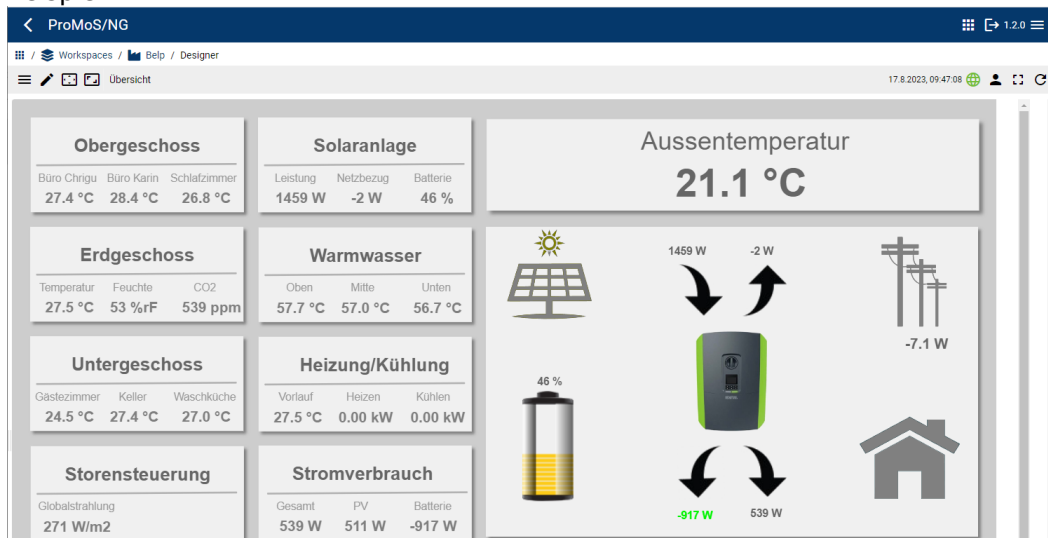 ProMoS/NG
1.2.0
/ Workspaces / Belp / Designer
Übersicht
17.8.2023, 09:47:08
Obergeschoss
Büro Chrigu Büro Karin Schlafzimmer
27.4 °C 28.4 °C 26.8 °C
Solaranlage
Leistung Netzbezug Batterie
1459 W -2 W 46 %
Aussentemperatur
21.1 °C
Erdgeschoss
Temperatur Feuchte CO2
27.5 °C 53 %rF 539 ppm
Warmwasser
Oben Mitte Unten
57.7 °C 57.0 °C 56.7 °C
1459 W -2 W
-7.1 W
Untergeschoss
Gästezimmer Keller Waschküche
24.5 °C 27.4 °C 27.0 °C
Heizung/Kühlung
Vorlauf Heizen Kühlen
27.5 °C 0.00 kW 0.00 kW
46 %
Storensteuerung
Globalstrahlung
271 W/m2
Stromverbrauch
Gesamt PV Batterie
539 W 511 W -917 W
-917 W 539 W